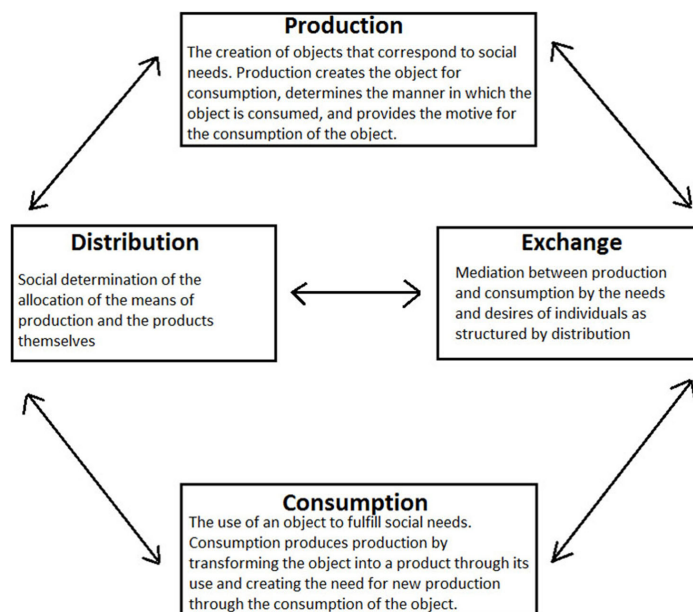 Production
The creation of objects that correspond to social
needs. Production creates the object for
consumption, determines the manner in which the
object is consumed, and provides the motive for
the consumption of the object.
Distribution
Social determination of the
allocation of the means of
production and the products
themselves
Exchange
Mediation between production
and consumption by the needs
and desires of individuals as
structured by distribution
Consumption
The use of an object to fulfill social needs.
Consumption produces production by
transforming the object into a product through its
use and creating the need for new production
through the consumption of the object.